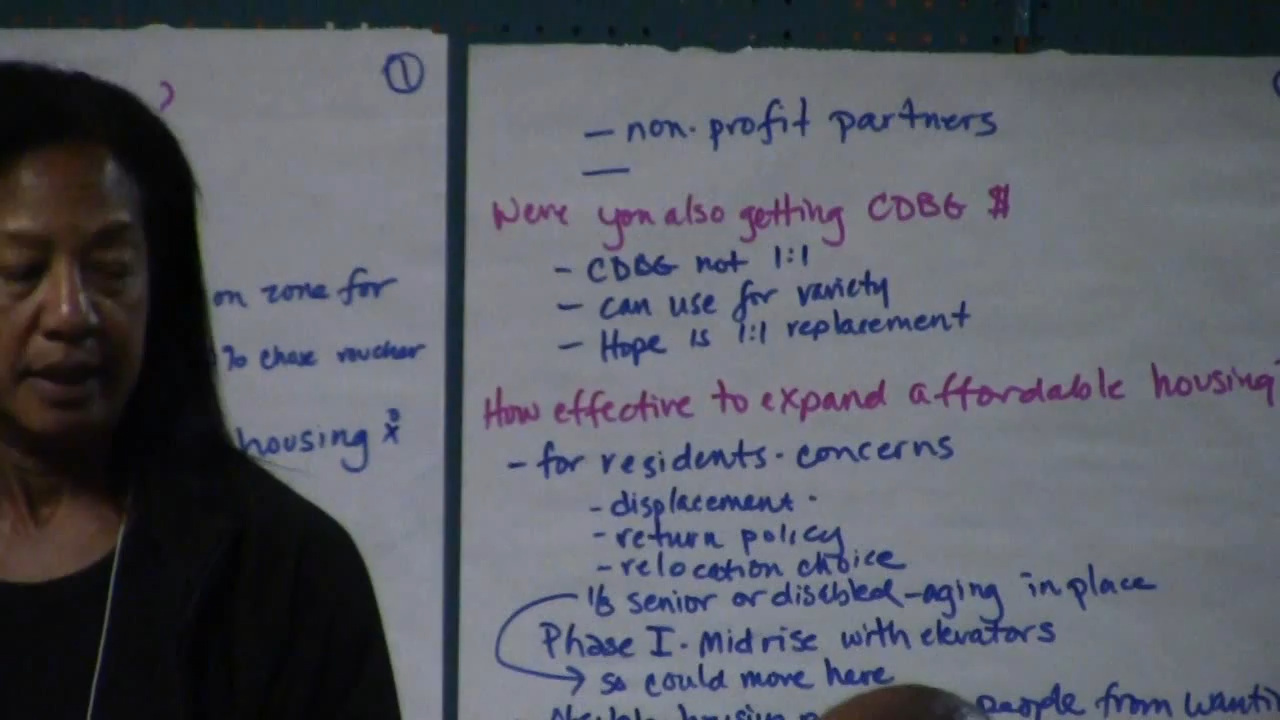 ①
on zone for
% chose voucher
housing
- non-profit partners
-
Were you also getting CDBG $
- CDBG not 1:1
- can use for variety
- Hope is 1:1 replacement
How effective to expand affordable housing
- for residents - concerns
- displacement -
- return policy
- relocation choice
1/3 senior or disabled - aging in place
Phase I - Midrise with elevators
so could move here
people from wanti